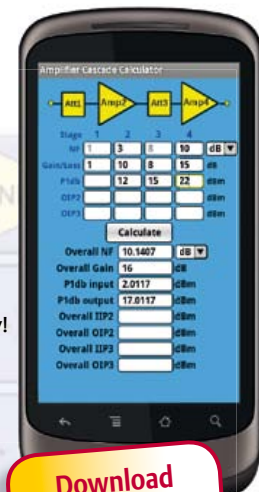 Amplifier Cascade Calculator
Att1 Amp2 Att3 Amp4
Stage 1 2 3 4
NF 1 3 8 10 dB
Gain/Loss 1 10 8 15 dB
P1db 12 15 22 dBm
OIP2 dBm
OIP3 dBm
Calculate
Overall NF 10.1407 dB
Overall Gain 16 dB
P1db input 2.0117 dBm
P1db output 17.0117 dBm
Overall IIP2 dBm
Overall OIP2 dBm
Overall IIP3 dBm
Overall OIP3 dBm
y!
Download